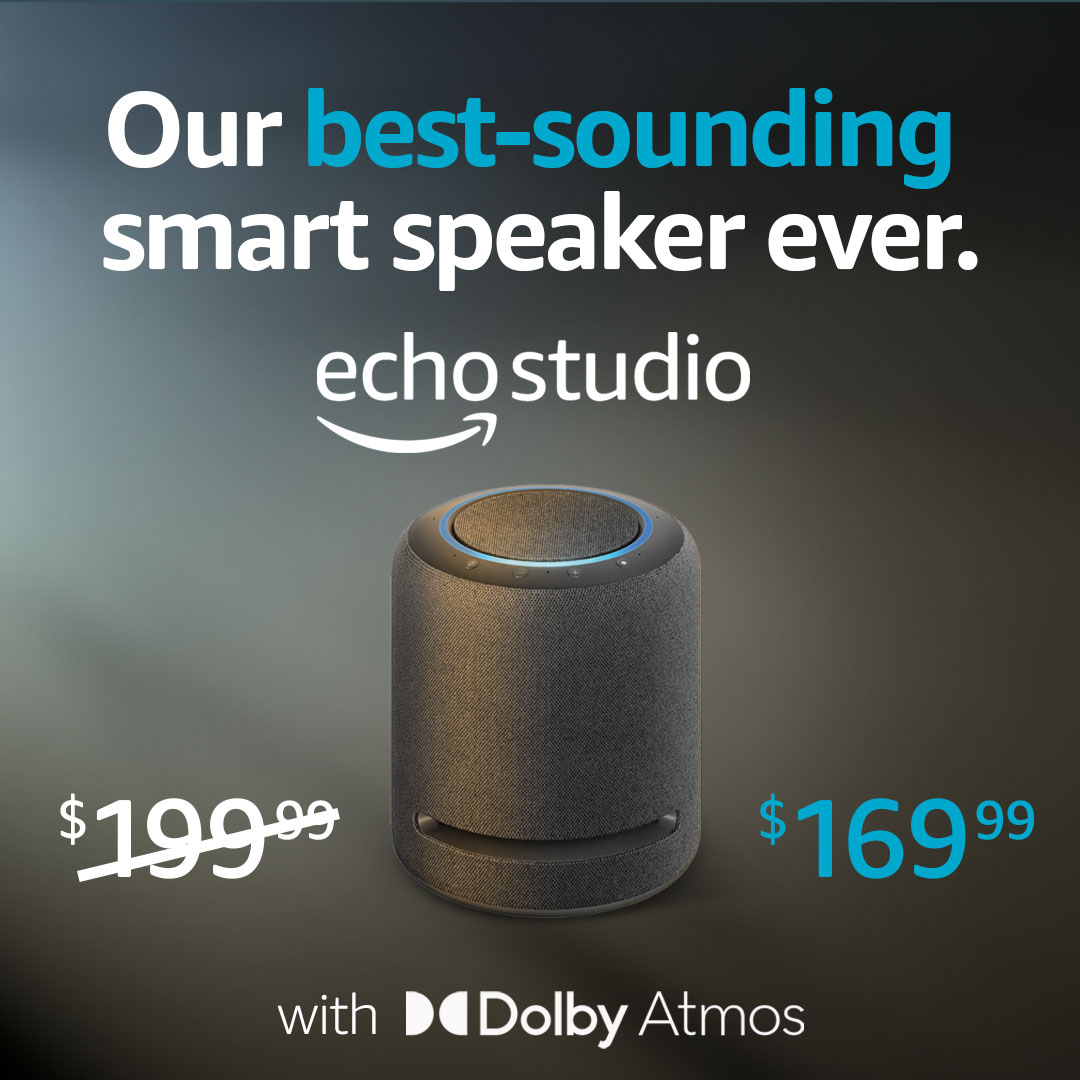 Our best-sounding
smart speaker ever.
echo studio
$199 99
$169 99
with Dolby Atmos